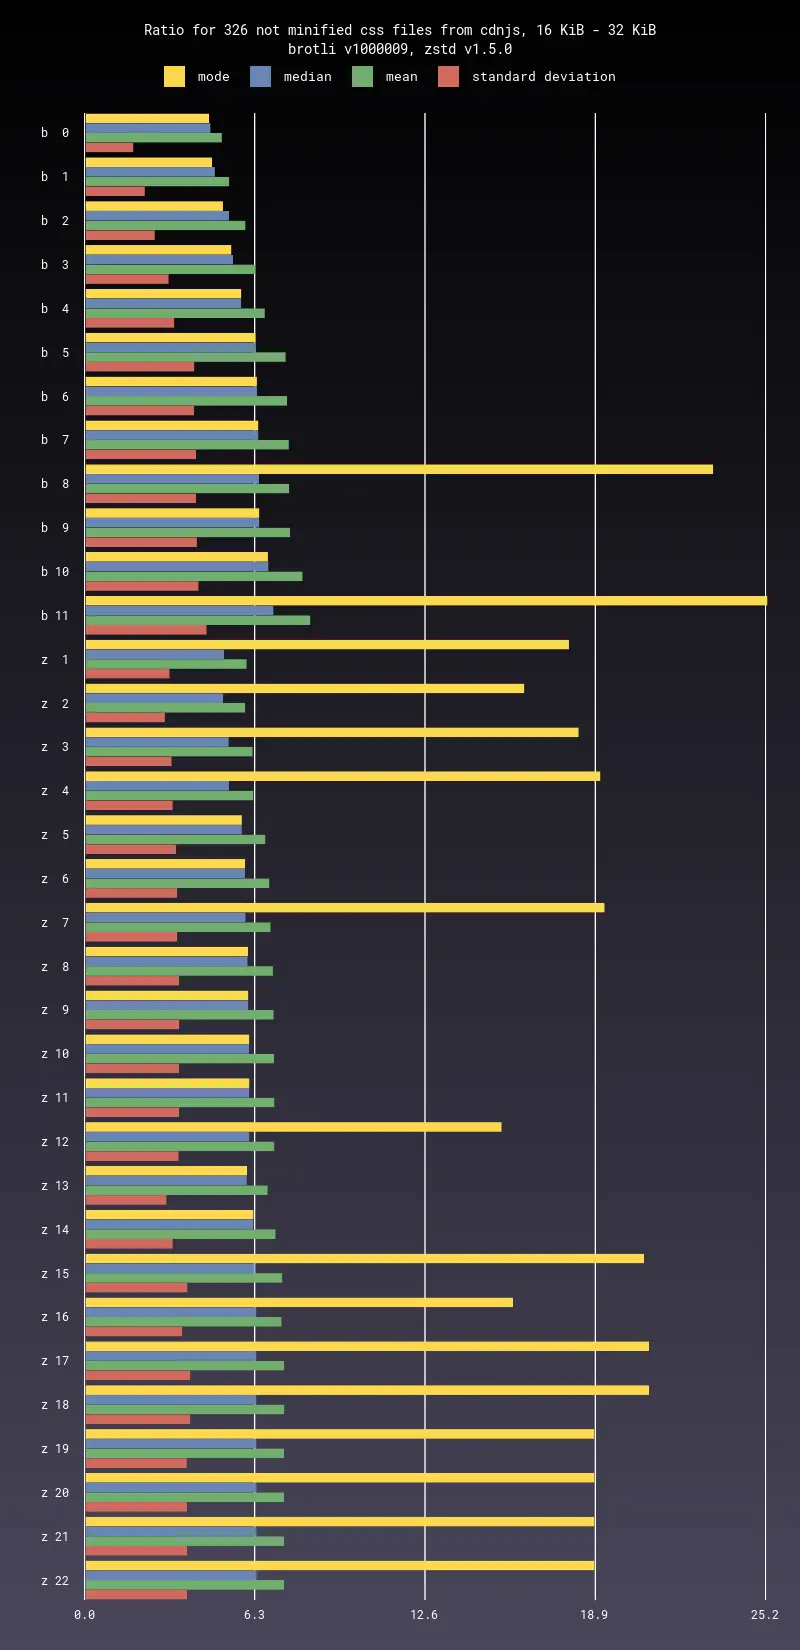 Ratio for 326 not minified css files from cdnjs, 16 KiB - 32 KiB
brotli v1000009, zstd v1.5.0
mode median mean standard deviation
b 0
b 1
b 2
b 3
b 4
b 5
b 6
b 7
b 8
b 9
b 10
b 11
z 1
z 2
z 3
z 4
z 5
z 6
z 7
z 8
z 9
z 10
z 11
z 12
z 13
z 14
z 15
z 16
z 17
z 18
z 19
z 20
z 21
z 22
0.0 6.3 12.6 18.9 25.2